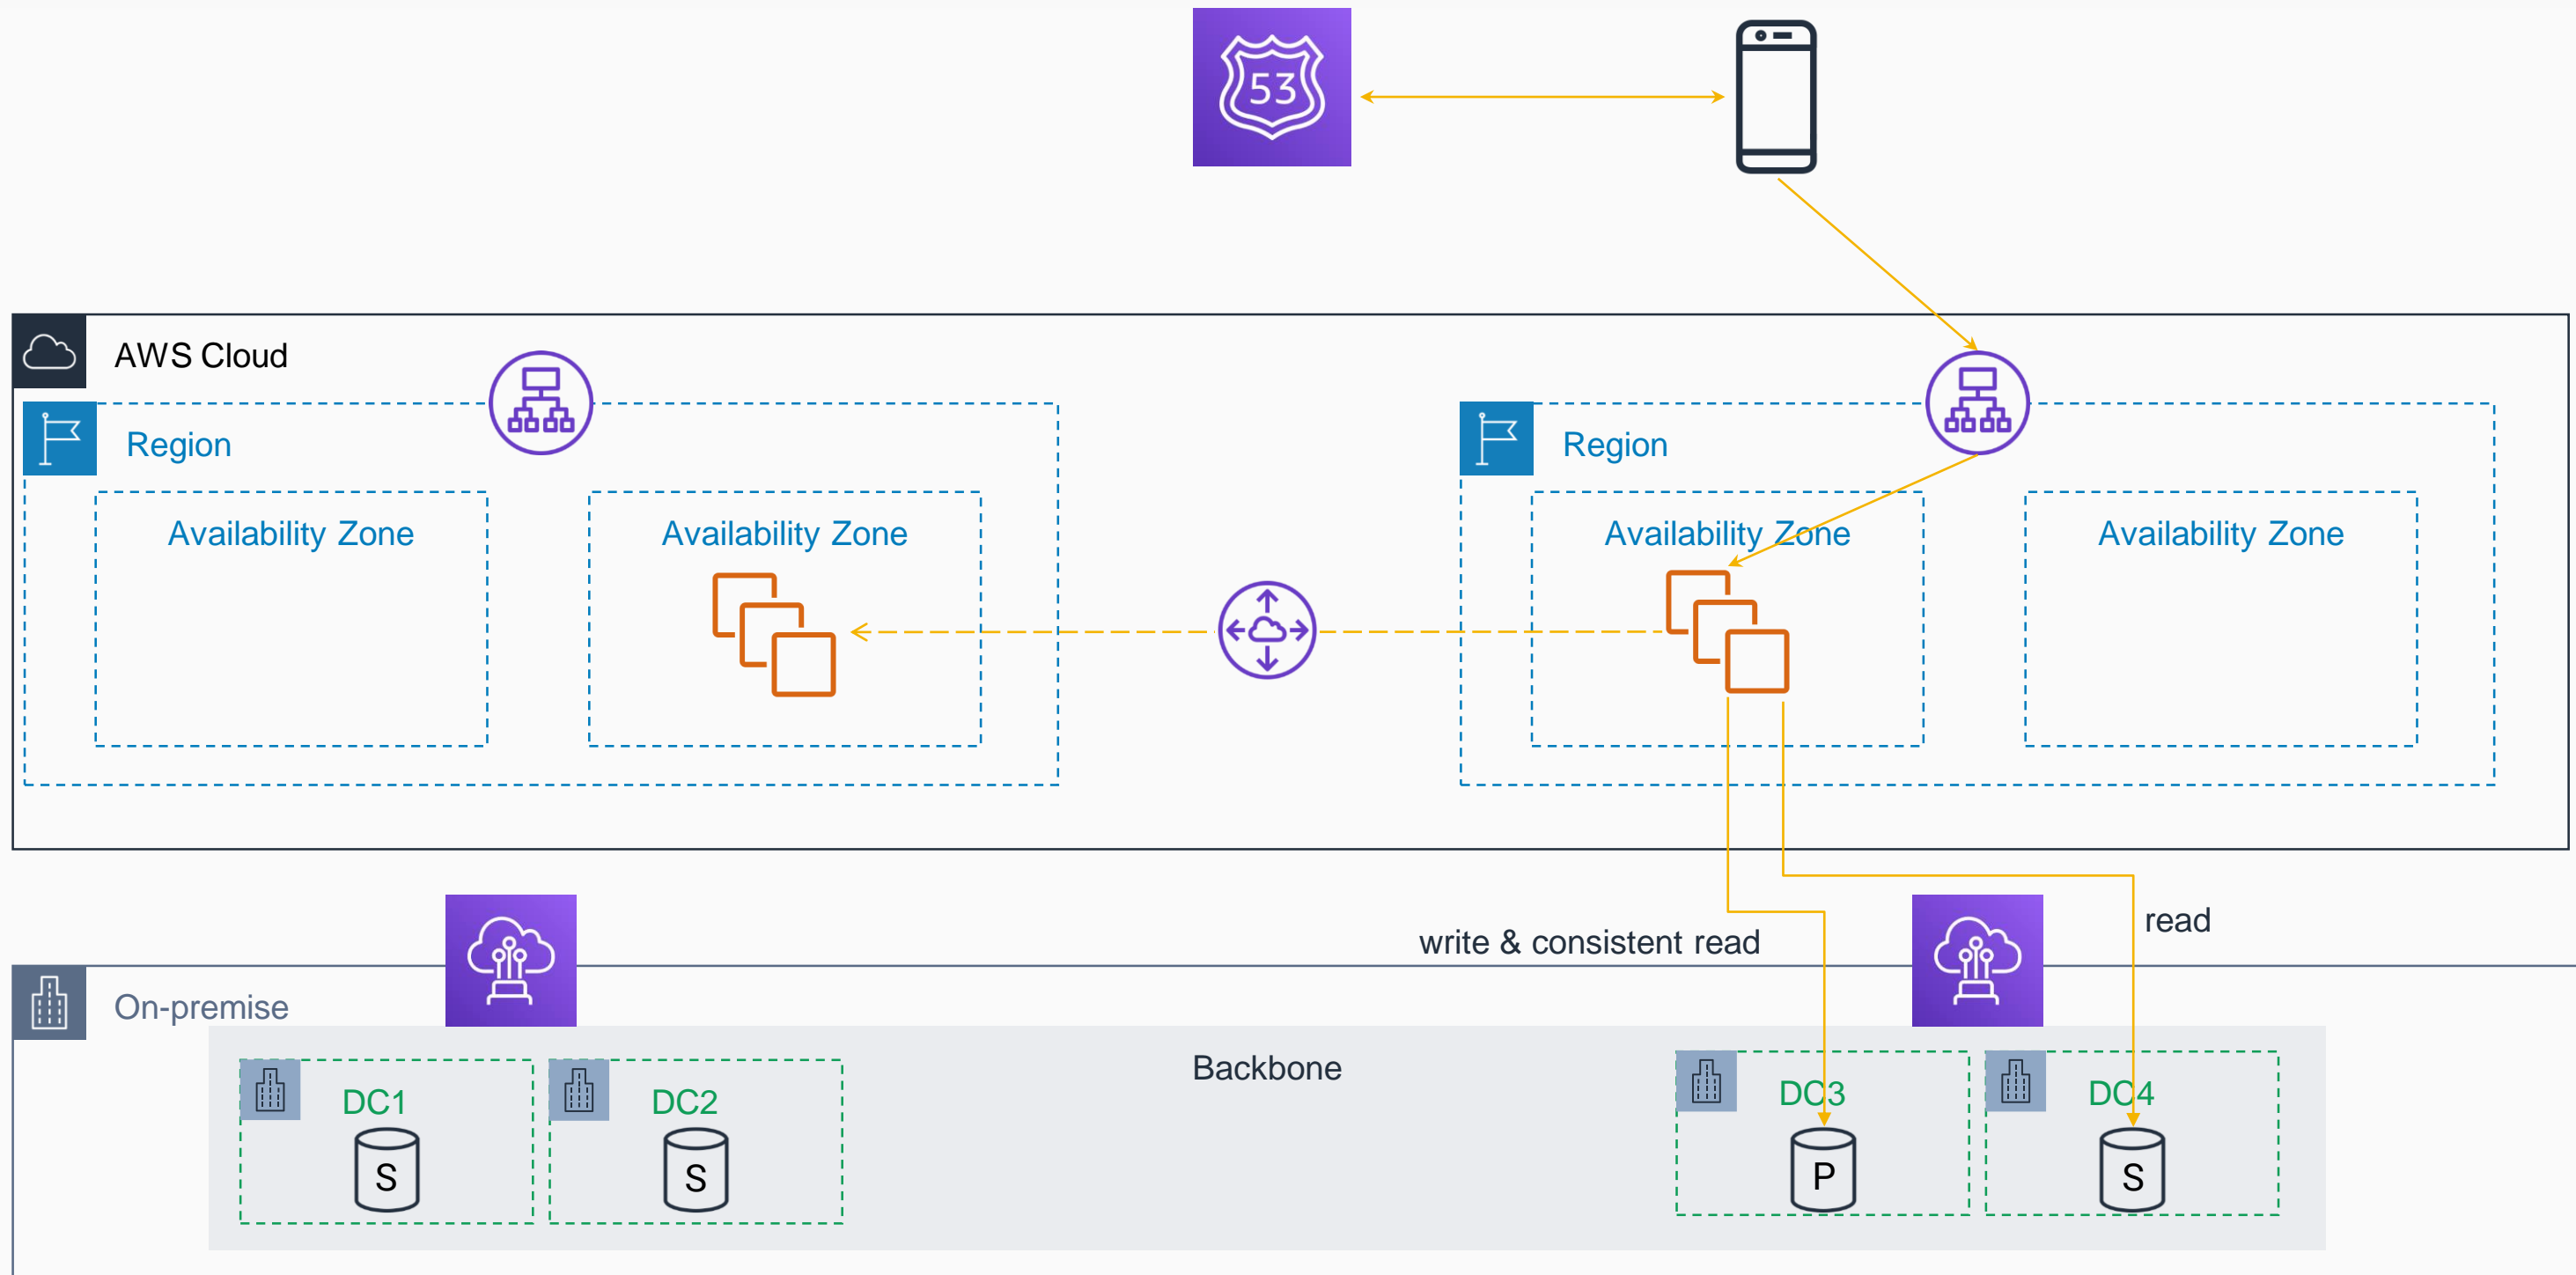 53
AWS Cloud
Region
Region
Availability Zone
Availability Zone
Availability Zone
Availability Zone
write & consistent read
read
On-premise
Backbone
DC1
DC2
DC3
DC4
S
S
P
S